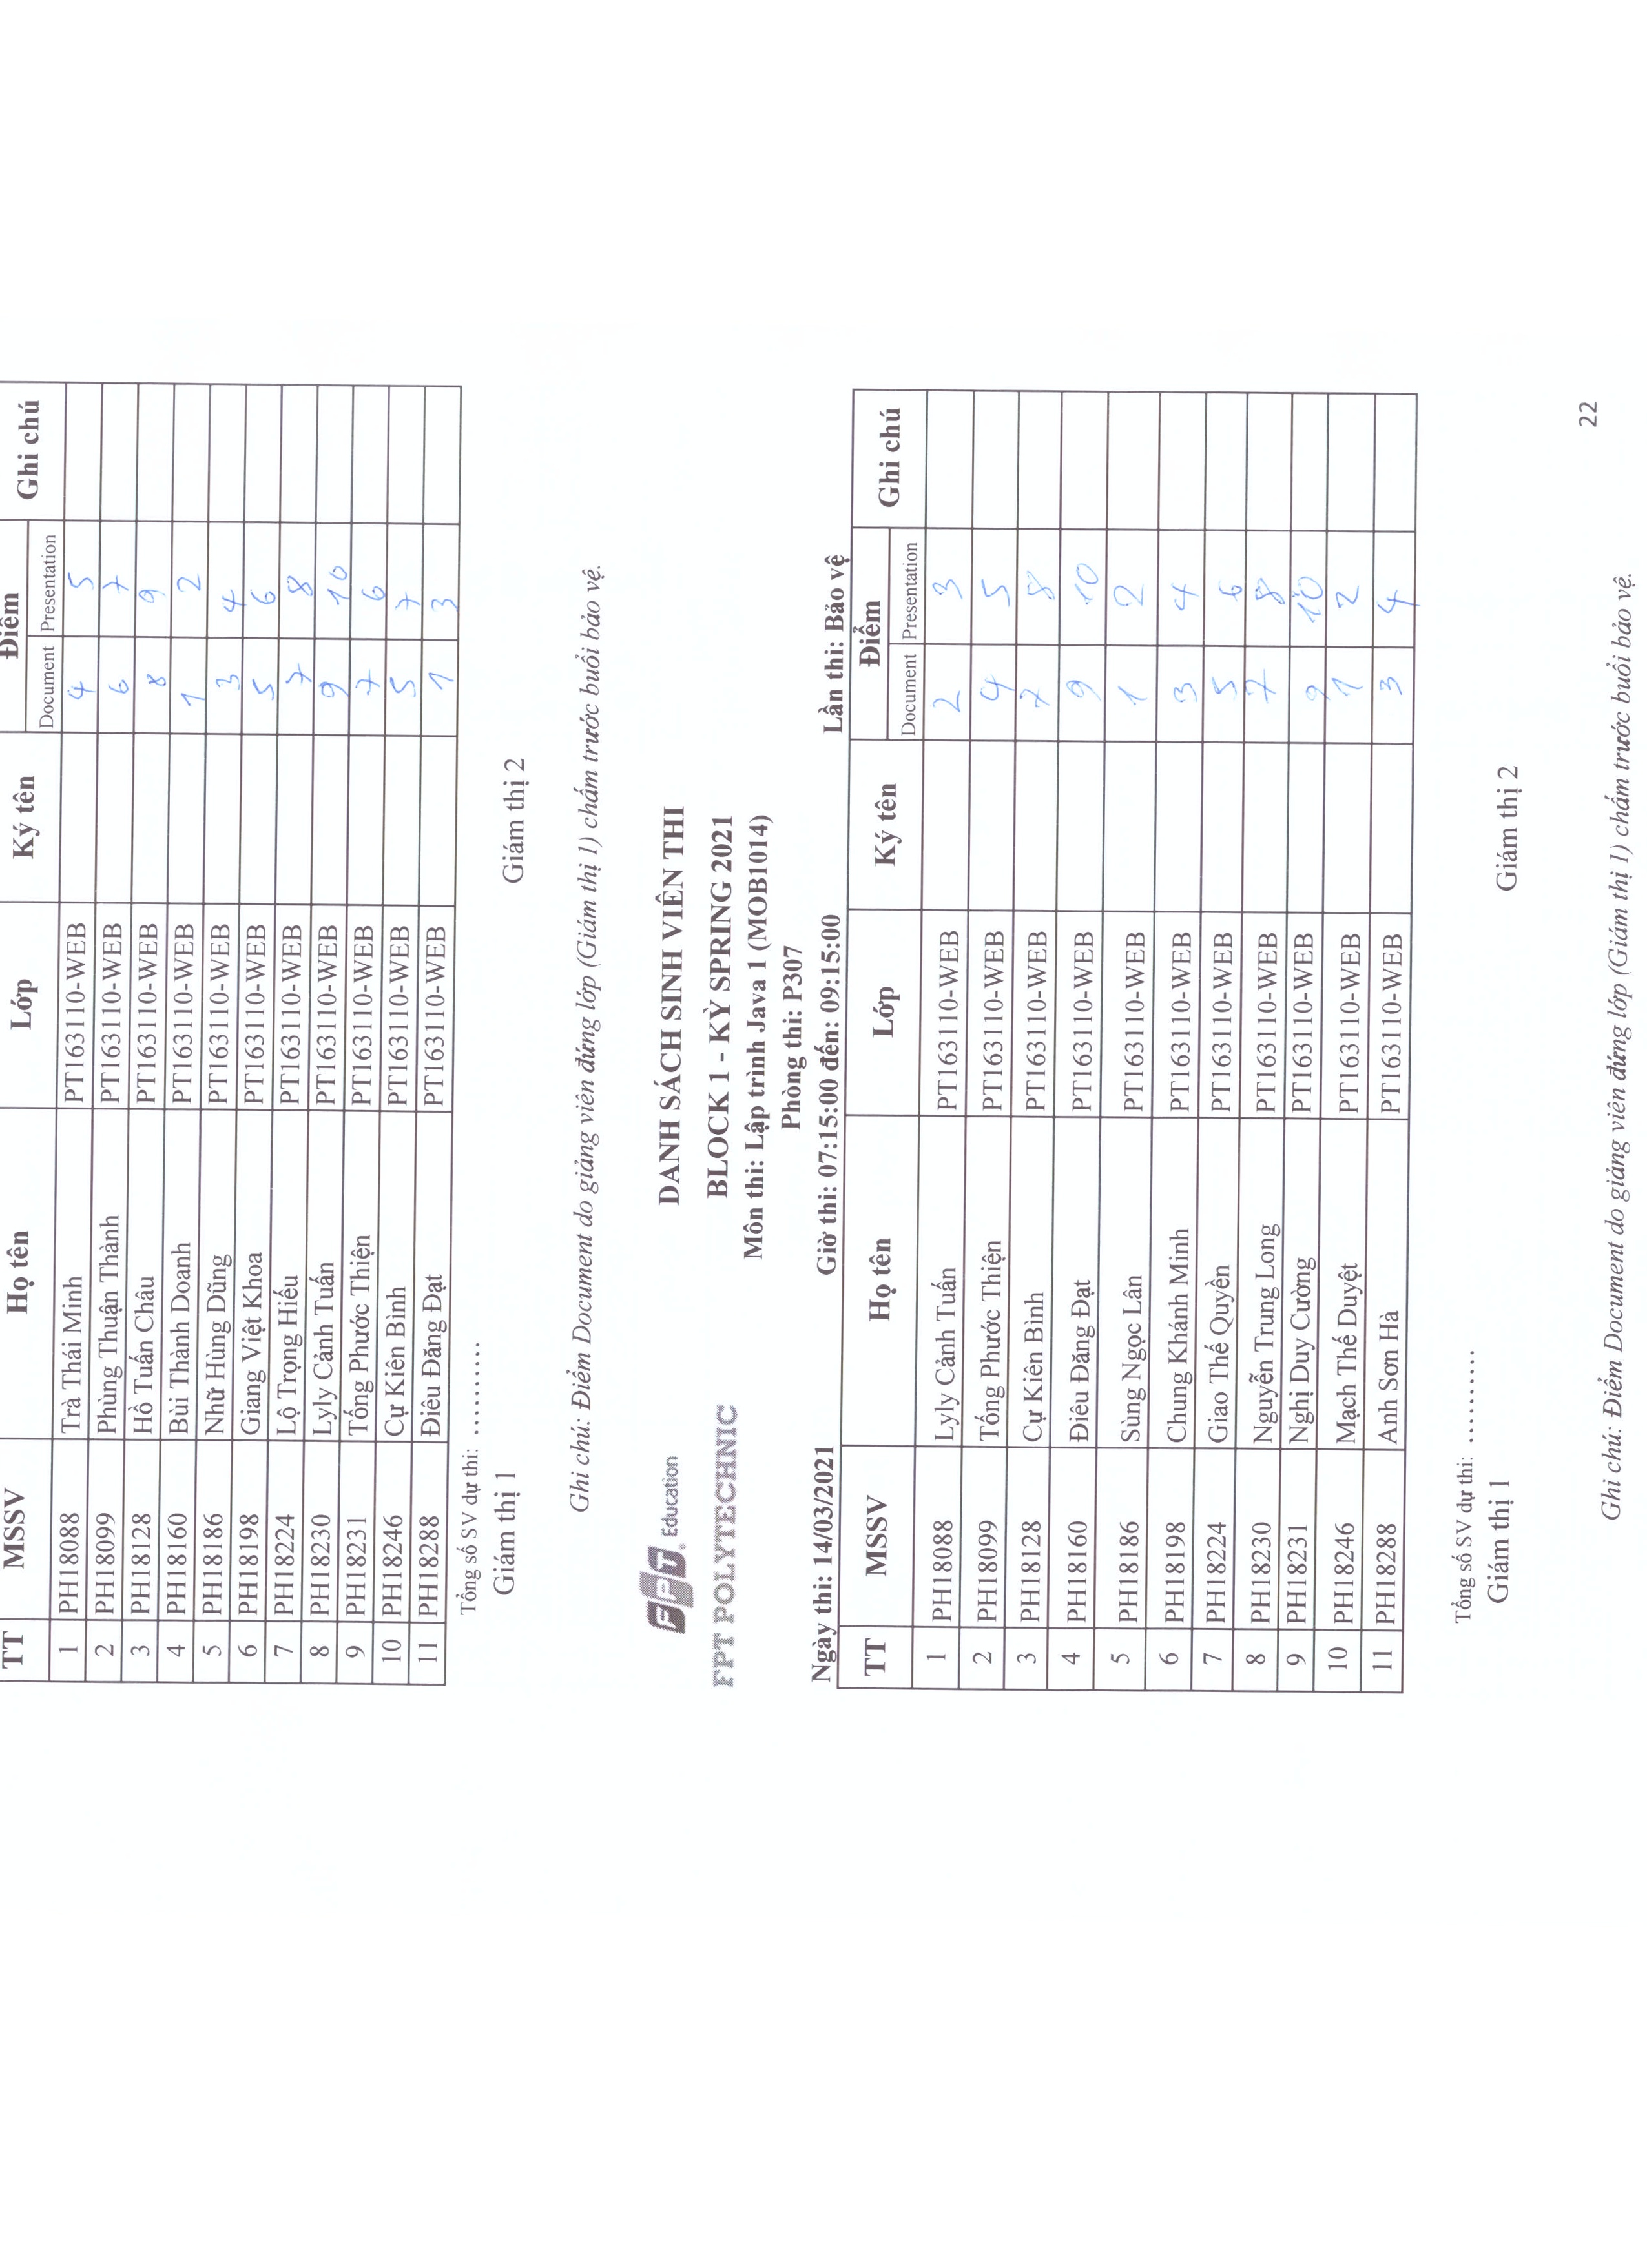 TT MSSV Họ tên Lớp Ký tên Điểm Ghi chú
Document Presentation
1 PH18088 Trà Thái Minh PT163110-WEB 4 5
2 PH18099 Phùng Thuận Thành PT163110-WEB 6 7
3 PH18128 Hồ Tuấn Châu PT163110-WEB 8 9
4 PH18160 Bùi Thành Doanh PT163110-WEB 1 2
5 PH18186 Nhữ Hùng Dũng PT163110-WEB 3 4
6 PH18198 Giang Việt Khoa PT163110-WEB 5 6
7 PH18224 Lộ Trọng Hiếu PT163110-WEB 7 8
8 PH18230 Lyly Cảnh Tuấn PT163110-WEB 9 10
9 PH18231 Tống Phước Thiện PT163110-WEB 7 6
10 PH18246 Cự Kiên Bình PT163110-WEB 5 7
11 PH18288 Điêu Đăng Đạt PT163110-WEB 1 3
Tổng số SV dự thi: ..........
Giám thị 1 Giám thị 2
Ghi chú: Điểm Document do giảng viên đứng lớp (Giám thị 1) chấm trước buổi bảo vệ.
FPT Education
FPT POLYTECHNIC
DANH SÁCH SINH VIÊN THI
BLOCK 1 - KỲ SPRING 2021
Môn thi: Lập trình Java 1 (MOB1014)
Phòng thi: P307
Ngày thi: 14/03/2021 Giờ thi: 07:15:00 đến: 09:15:00 Lần thi: Bảo vệ
TT MSSV Họ tên Lớp Ký tên Điểm Ghi chú
Document Presentation
1 PH18088 Lyly Cảnh Tuấn PT163110-WEB 2 3
2 PH18099 Tống Phước Thiện PT163110-WEB 4 5
3 PH18128 Cự Kiên Bình PT163110-WEB 7 8
4 PH18160 Điêu Đăng Đạt PT163110-WEB 9 10
5 PH18186 Sùng Ngọc Lân PT163110-WEB 1 2
6 PH18198 Chung Khánh Minh PT163110-WEB 3 4
7 PH18224 Giao Thế Quyền PT163110-WEB 5 6
8 PH18230 Nguyễn Trung Long PT163110-WEB 7 8
9 PH18231 Nghị Duy Cường PT163110-WEB 9 10
10 PH18246 Mạch Thế Duyệt PT163110-WEB 1 2
11 PH18288 Anh Sơn Hà PT163110-WEB 3 4
Tổng số SV dự thi: ..........
Giám thị 1 Giám thị 2
22
Ghi chú: Điểm Document do giảng viên đứng lớp (Giám thị 1) chấm trước buổi bảo vệ.